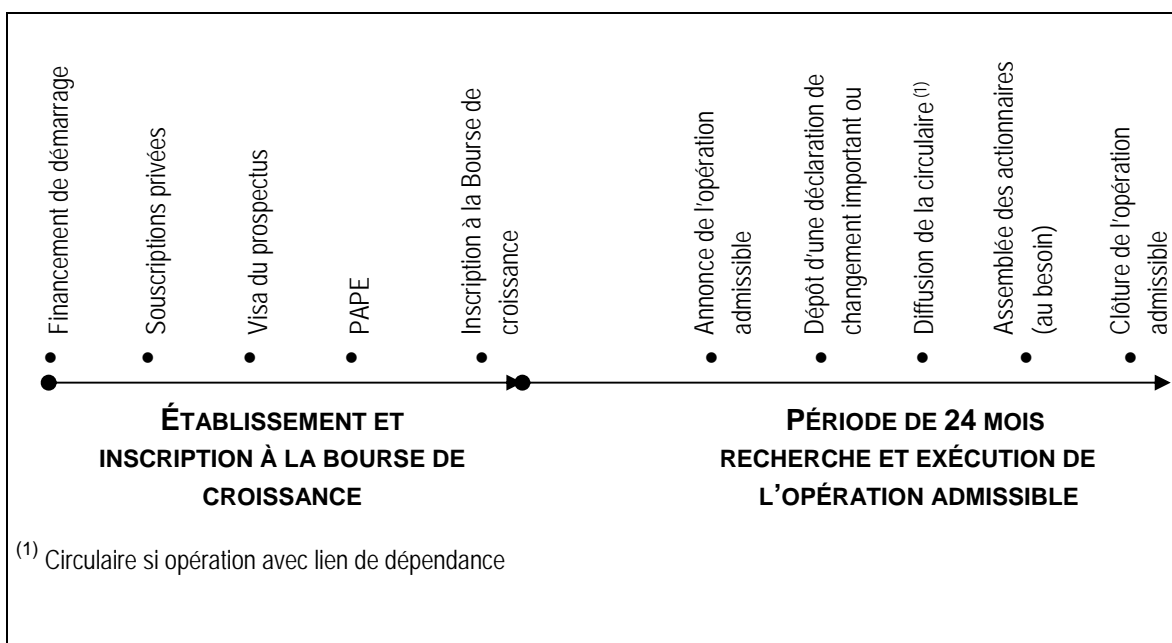 Financement de démarrage
Souscriptions privées
Visa du prospectus
PAPE
Inscription à la Bourse de
croissance
Annonce de l'opération
admissible
Dépôt d'une déclaration de
changement important ou
Diffusion de la circulaire (1)
Assemblée des actionnaires
(au besoin)
Clôture de l'opération
admissible
ÉTABLISSEMENT ET
INSCRIPTION À LA BOURSE DE
CROISSANCE
PÉRIODE DE 24 MOIS
RECHERCHE ET EXÉCUTION DE
L'OPÉRATION ADMISSIBLE
(1) Circulaire si opération avec lien de dépendance